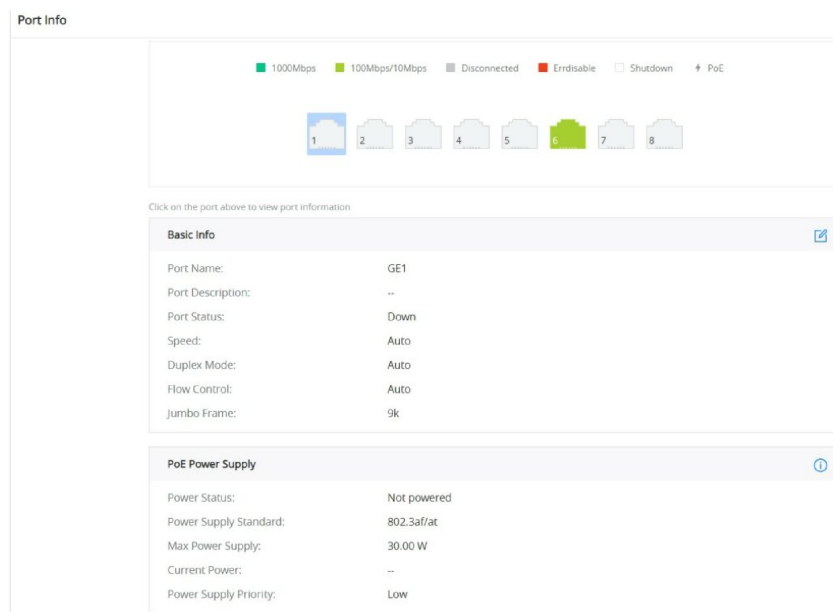 Port Info
1000Mbps 100Mbps/10Mbps Disconnected Errdisable Shutdown PoE
1 2 3 4 5 6 7 8
Click on the port above to view port information
Basic Info
Port Name: GE1
Port Description: --
Port Status: Down
Speed: Auto
Duplex Mode: Auto
Flow Control: Auto
Jumbo Frame: 9k
PoE Power Supply
Power Status: Not powered
Power Supply Standard: 802.3af/at
Max Power Supply: 30.00 W
Current Power: --
Power Supply Priority: Low